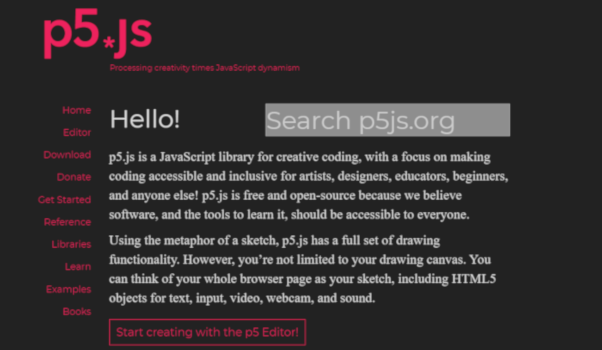 p5.js
Processing creativity times JavaScript dynamism
Home
Editor
Download
Donate
Get Started
Reference
Libraries
Learn
Examples
Books
Hello!
Search p5js.org
p5.js is a JavaScript library for creative coding, with a focus on making
coding accessible and inclusive for artists, designers, educators, beginners,
and anyone else! p5.js is free and open-source because we believe
software, and the tools to learn it, should be accessible to everyone.
Using the metaphor of a sketch, p5.js has a full set of drawing
functionality. However, you’re not limited to your drawing canvas. You
can think of your whole browser page as your sketch, including HTML5
objects for text, input, video, webcam, and sound.
Start creating with the p5 Editor!